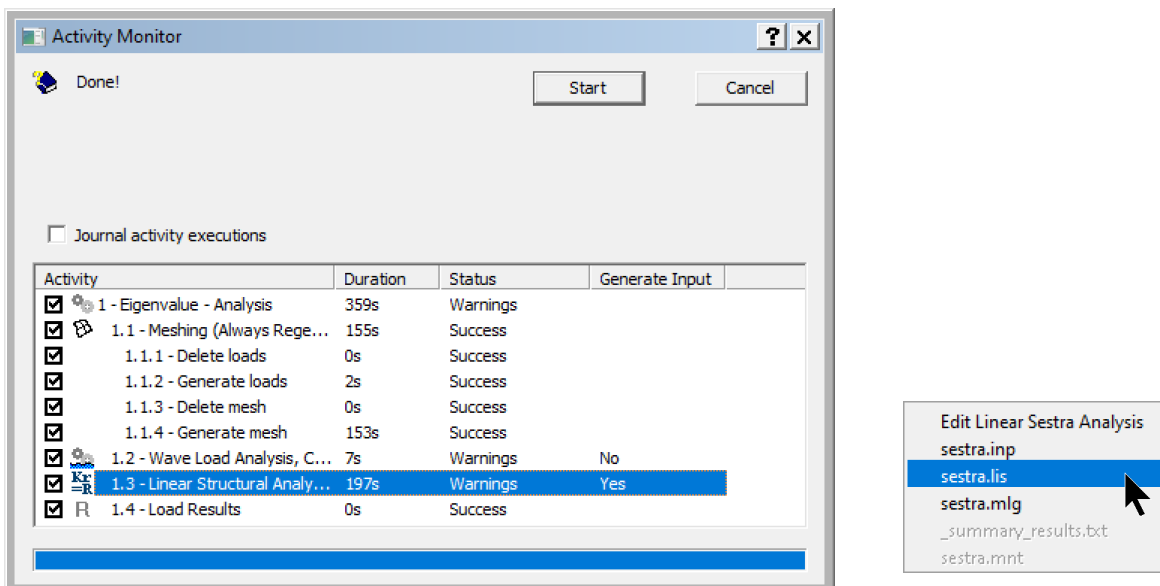 Activity Monitor
Done!
Start
Cancel
Journal activity executions
Activity Duration Status Generate Input
1 - Eigenvalue - Analysis 359s Warnings
1.1 - Meshing (Always Rege... 155s Success
1.1.1 - Delete loads 0s Success
1.1.2 - Generate loads 2s Success
1.1.3 - Delete mesh 0s Success
1.1.4 - Generate mesh 153s Success
1.2 - Wave Load Analysis, C... 7s Warnings No
Kr=R 1.3 - Linear Structural Analy... 197s Warnings Yes
R 1.4 - Load Results 0s Success
Edit Linear Sestra Analysis
sestra.inp
sestra.lis
sestra.mlg
_summary_results.txt
sestra.mnt